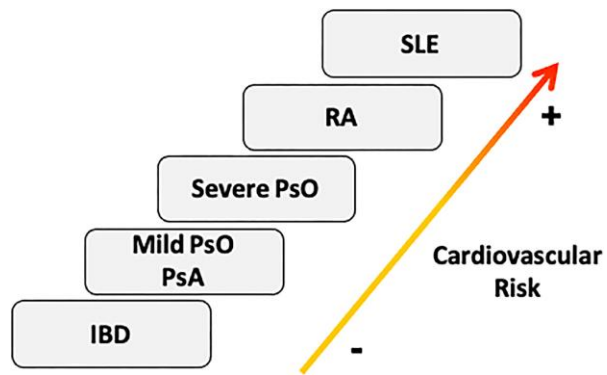 SLE
RA
+
Severe PsO
Mild PsO
PsA
Cardiovascular
Risk
IBD
-